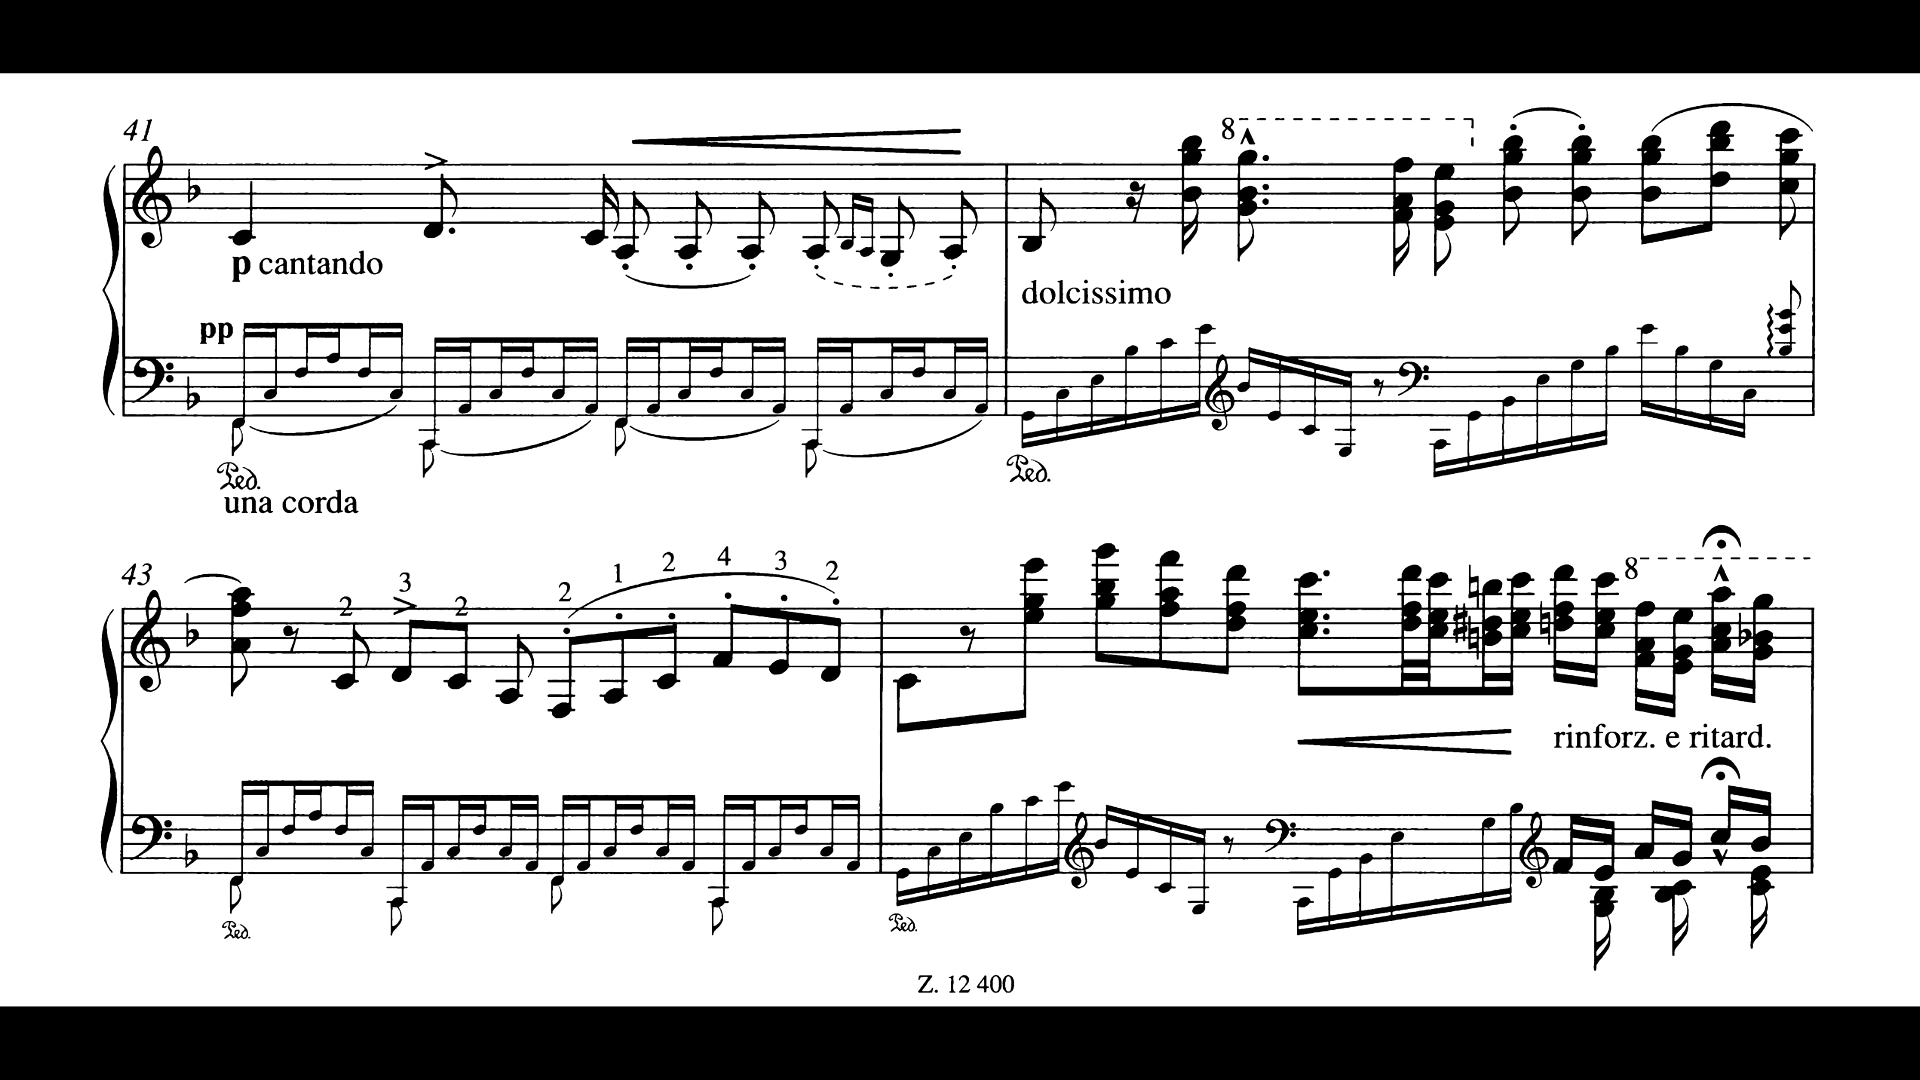 41
8
p cantando
dolcissimo
pp
Ped.
Ped.
una corda
43
2 3 2 2 1 2 4 3 2
8
rinforz. e ritard.
Ped.
Ped.
Z. 12 400